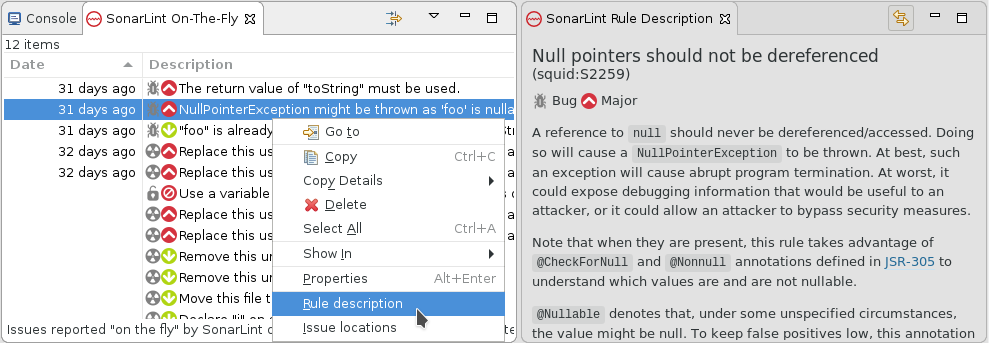 Console
SonarLint On-The-Fly
12 items
Date
Description
31 days ago
The return value of "toString" must be used.
31 days ago
NullPointerException might be thrown as 'foo' is nulla
31 days ago
"foo" is already
32 days ago
Replace this us
32 days ago
Replace this us
Use a variable
Replace this us
Replace this us
Remove this un
Remove this un
Move this file t
Issues reported "on the fly" by SonarLint o
Go to
Copy Ctrl+C
Copy Details
Delete
Select All Ctrl+A
Show In
Properties Alt+Enter
Rule description
Issue locations
SonarLint Rule Description
Null pointers should not be dereferenced
(squid:S2259)
Bug Major
A reference to null should never be dereferenced/accessed. Doing
so will cause a NullPointerException to be thrown. At best, such
an exception will cause abrupt program termination. At worst, it
could expose debugging information that would be useful to an
attacker, or it could allow an attacker to bypass security measures.
Note that when they are present, this rule takes advantage of
@CheckForNull and @Nonnull annotations defined in JSR-305 to
understand which values are and are not nullable.
@Nullable denotes that, under some unspecified circumstances,
the value might be null. To keep false positives low, this annotation